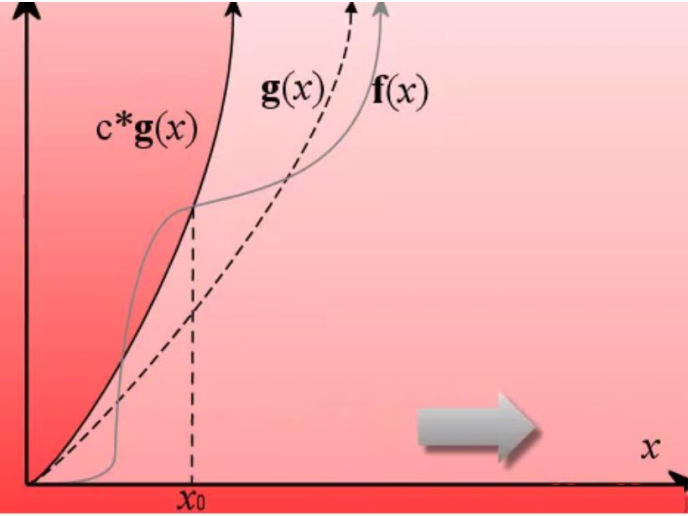 g(x)
f(x)
c*g(x)
x
x₀